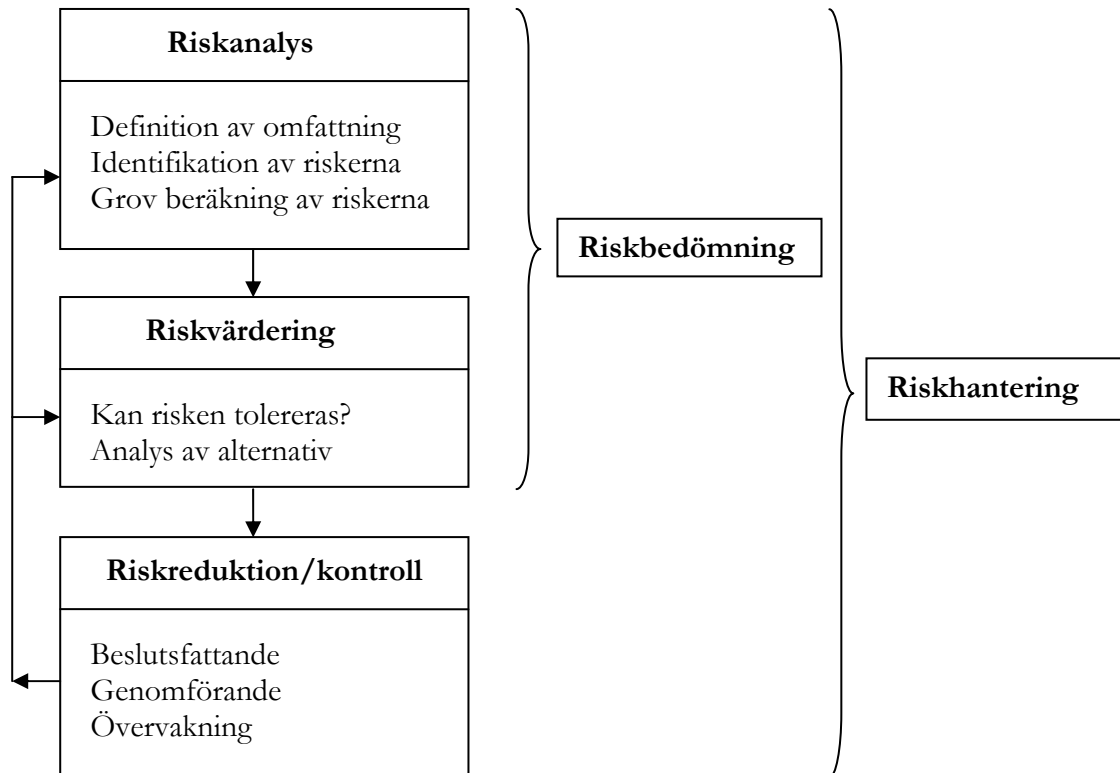 Riskanalys
Definition av omfattning
Identifikation av riskerna
Grov beräkning av riskerna
Riskbedömning
Riskvärdering
Kan risken tolereras?
Analys av alternativ
Riskhantering
Riskreduktion/kontroll
Beslutsfattande
Genomförande
Övervakning